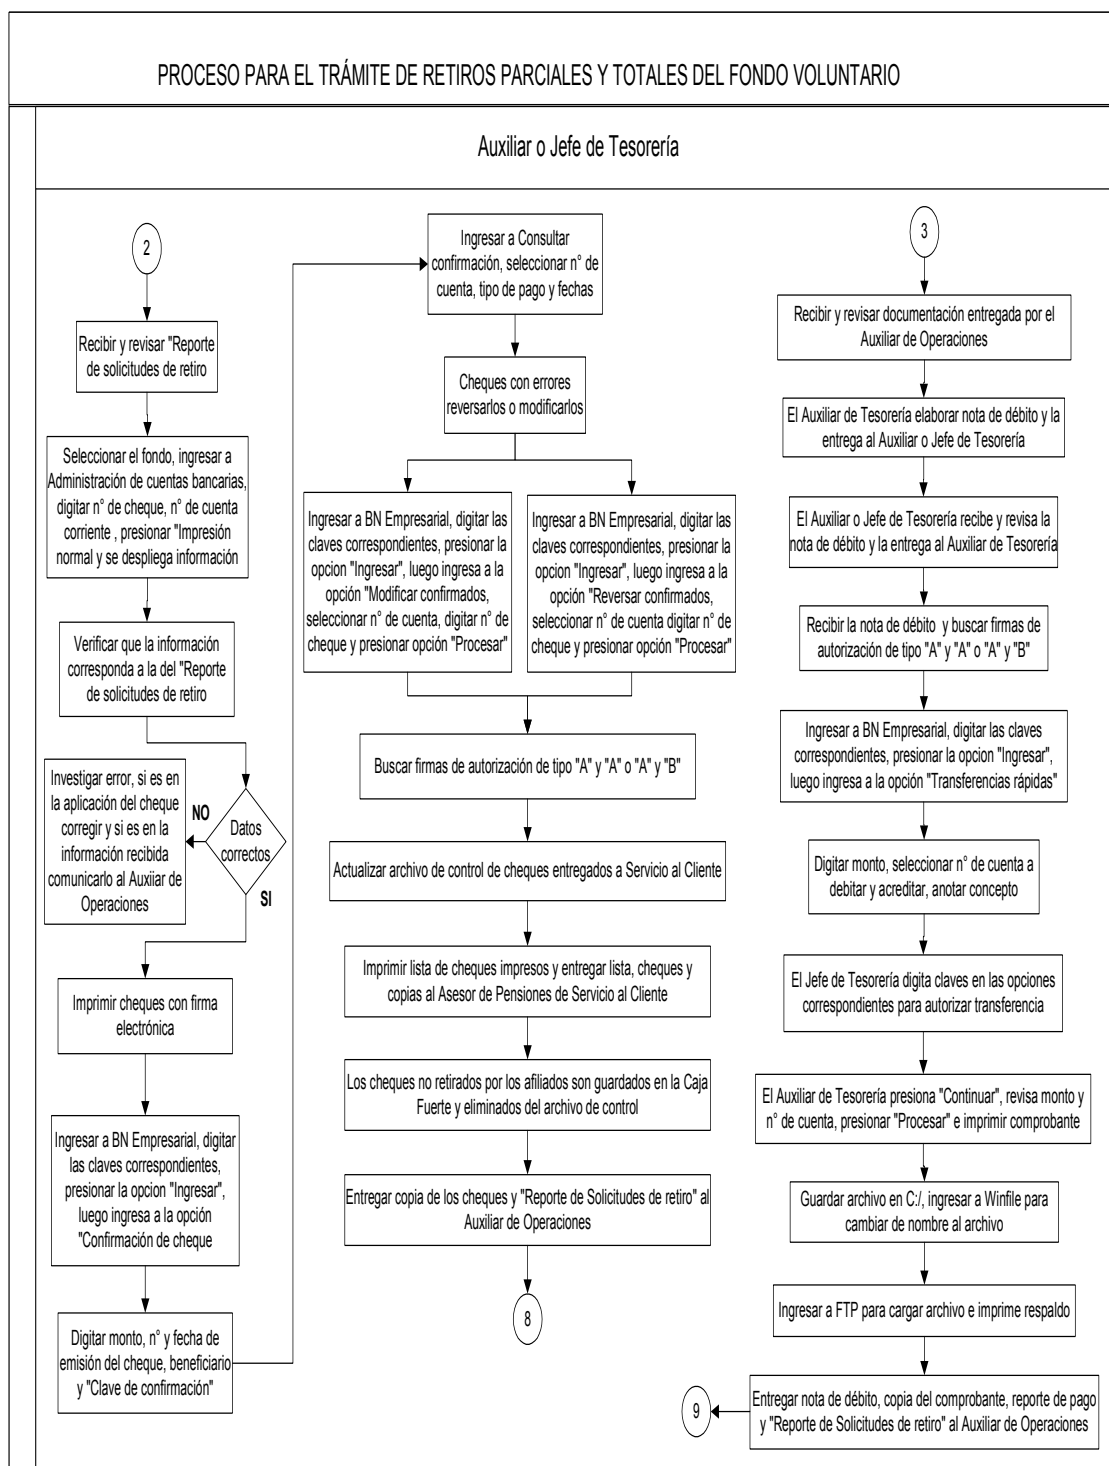 PROCESO PARA EL TRÁMITE DE RETIROS PARCIALES Y TOTALES DEL FONDO VOLUNTARIO
Auxiliar o Jefe de Tesorería
2
Recibir y revisar "Reporte
de solicitudes de retiro
Seleccionar el fondo, ingresar a
Administración de cuentas bancarias,
digitar n° de cheque, n° de cuenta
corriente , presionar "Impresión
normal y se despliega información
Verificar que la información
corresponda a la del "Reporte
de solicitudes de retiro
Datos
correctos
NO
Investigar error, si es en
la aplicación del cheque
corregir y si es en la
información recibida
comunicarlo al Auxiiar de
Operaciones
SI
Imprimir cheques con firma
electrónica
Ingresar a BN Empresarial, digitar
las claves correspondientes,
presionar la opcion "Ingresar",
luego ingresa a la opción
"Confirmación de cheque
Digitar monto, n° y fecha de
emisión del cheque, beneficiario
y "Clave de confirmación"
Ingresar a Consultar
confirmación, seleccionar n° de
cuenta, tipo de pago y fechas
Cheques con errores
reversarlos o modificarlos
Ingresar a BN Empresarial, digitar las
claves correspondientes, presionar la
opcion "Ingresar", luego ingresa a la
opción "Modificar confirmados,
seleccionar n° de cuenta, digitar n° de
cheque y presionar opción "Procesar"
Ingresar a BN Empresarial, digitar las
claves correspondientes, presionar la
opcion "Ingresar", luego ingresa a la
opción "Reversar confirmados,
seleccionar n° de cuenta digitar n° de
cheque y presionar opción "Procesar"
Buscar firmas de autorización de tipo "A" y "A" o "A" y "B"
Actualizar archivo de control de cheques entregados a Servicio al Cliente
Imprimir lista de cheques impresos y entregar lista, cheques y
copias al Asesor de Pensiones de Servicio al Cliente
Los cheques no retirados por los afiliados son guardados en la Caja
Fuerte y eliminados del archivo de control
Entregar copia de los cheques y "Reporte de Solicitudes de retiro" al
Auxiliar de Operaciones
8
3
Recibir y revisar documentación entregada por el
Auxiliar de Operaciones
El Auxiliar de Tesorería elaborar nota de débito y la
entrega al Auxiliar o Jefe de Tesorería
El Auxiliar o Jefe de Tesorería recibe y revisa la
nota de débito y la entrega al Auxiliar de Tesorería
Recibir la nota de débito y buscar firmas de
autorización de tipo "A" y "A" o "A" y "B"
Ingresar a BN Empresarial, digitar las claves
correspondientes, presionar la opcion "Ingresar",
luego ingresa a la opción "Transferencias rápidas"
Digitar monto, seleccionar n° de cuenta a
debitar y acreditar, anotar concepto
El Jefe de Tesorería digita claves en las opciones
correspondientes para autorizar transferencia
El Auxiliar de Tesorería presiona "Continuar", revisa monto y
n° de cuenta, presionar "Procesar" e imprimir comprobante
Guardar archivo en C:/, ingresar a Winfile para
cambiar de nombre al archivo
Ingresar a FTP para cargar archivo e imprime respaldo
Entregar nota de débito, copia del comprobante, reporte de pago
y "Reporte de Solicitudes de retiro" al Auxiliar de Operaciones
9